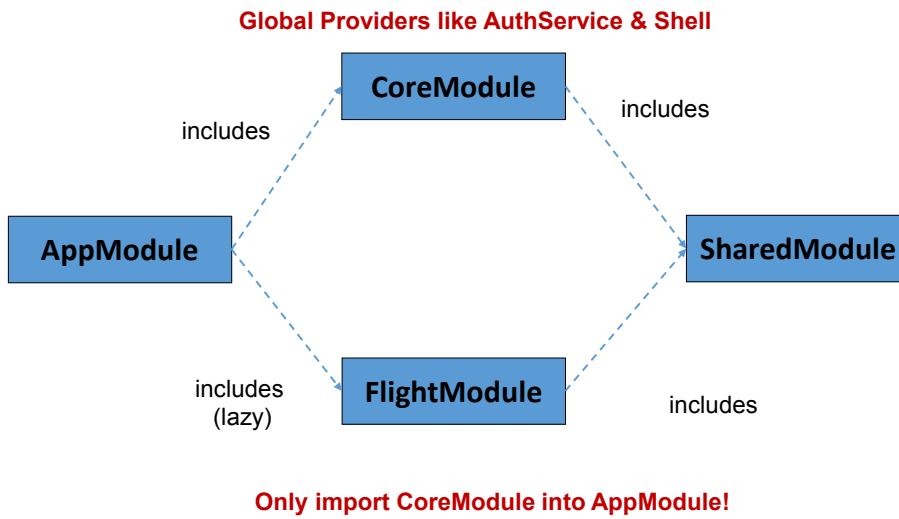 Global Providers like AuthService & Shell
CoreModule
includes
includes
AppModule
SharedModule
includes
(lazy)
FlightModule
includes
Only import CoreModule into AppModule!